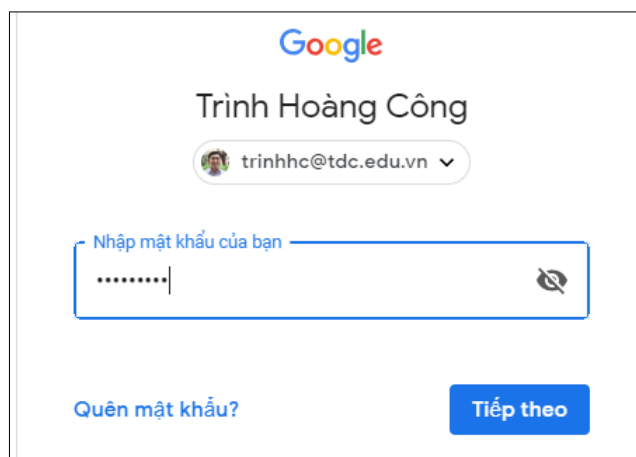 Google
Trình Hoàng Công
trinhhc@tdc.edu.vn
Nhập mật khẩu của bạn
•••••••••
Quên mật khẩu?
Tiếp theo